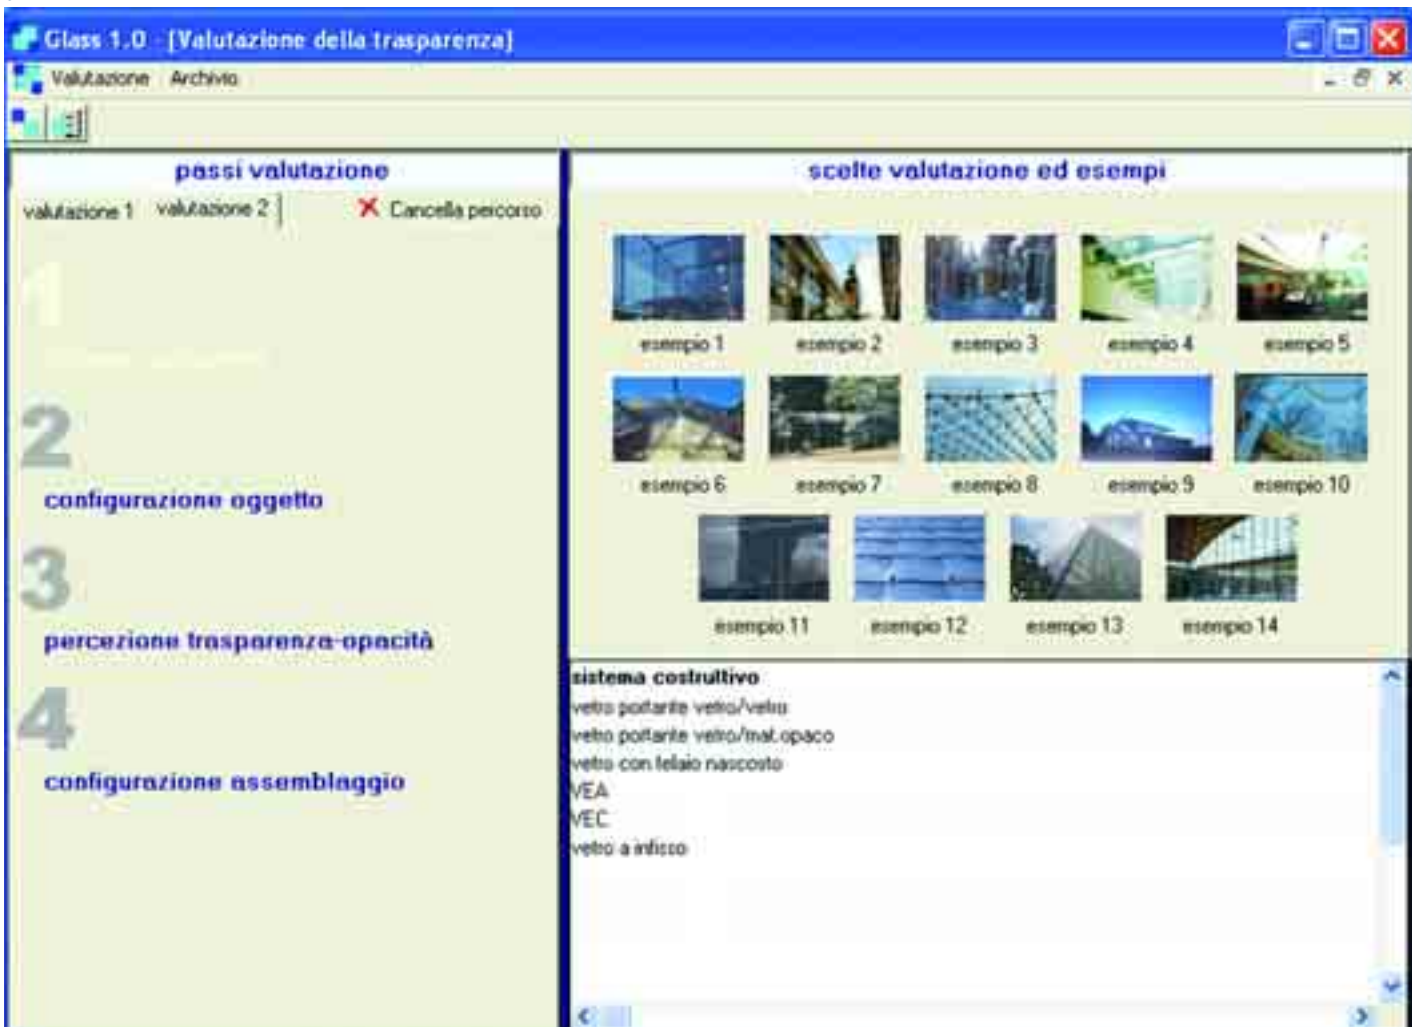 Glass 1.0 - [Valutazione della trasparenza]
Valutazione Archivio
passi valutazione
valutazione 1 valutazione 2 Cancella percorso
1
2
configurazione oggetto
3
percezione trasparenza-opacità
4
configurazione assemblaggio
scelte valutazione ed esempi
esempio 1 esempio 2 esempio 3 esempio 4 esempio 5
esempio 6 esempio 7 esempio 8 esempio 9 esempio 10
esempio 11 esempio 12 esempio 13 esempio 14
sistema costruttivo
vetro portante vetro/vetro
vetro portante vetro/mat.opaco
vetro con telaio nascosto
VEA
VEC
vetro a infisso